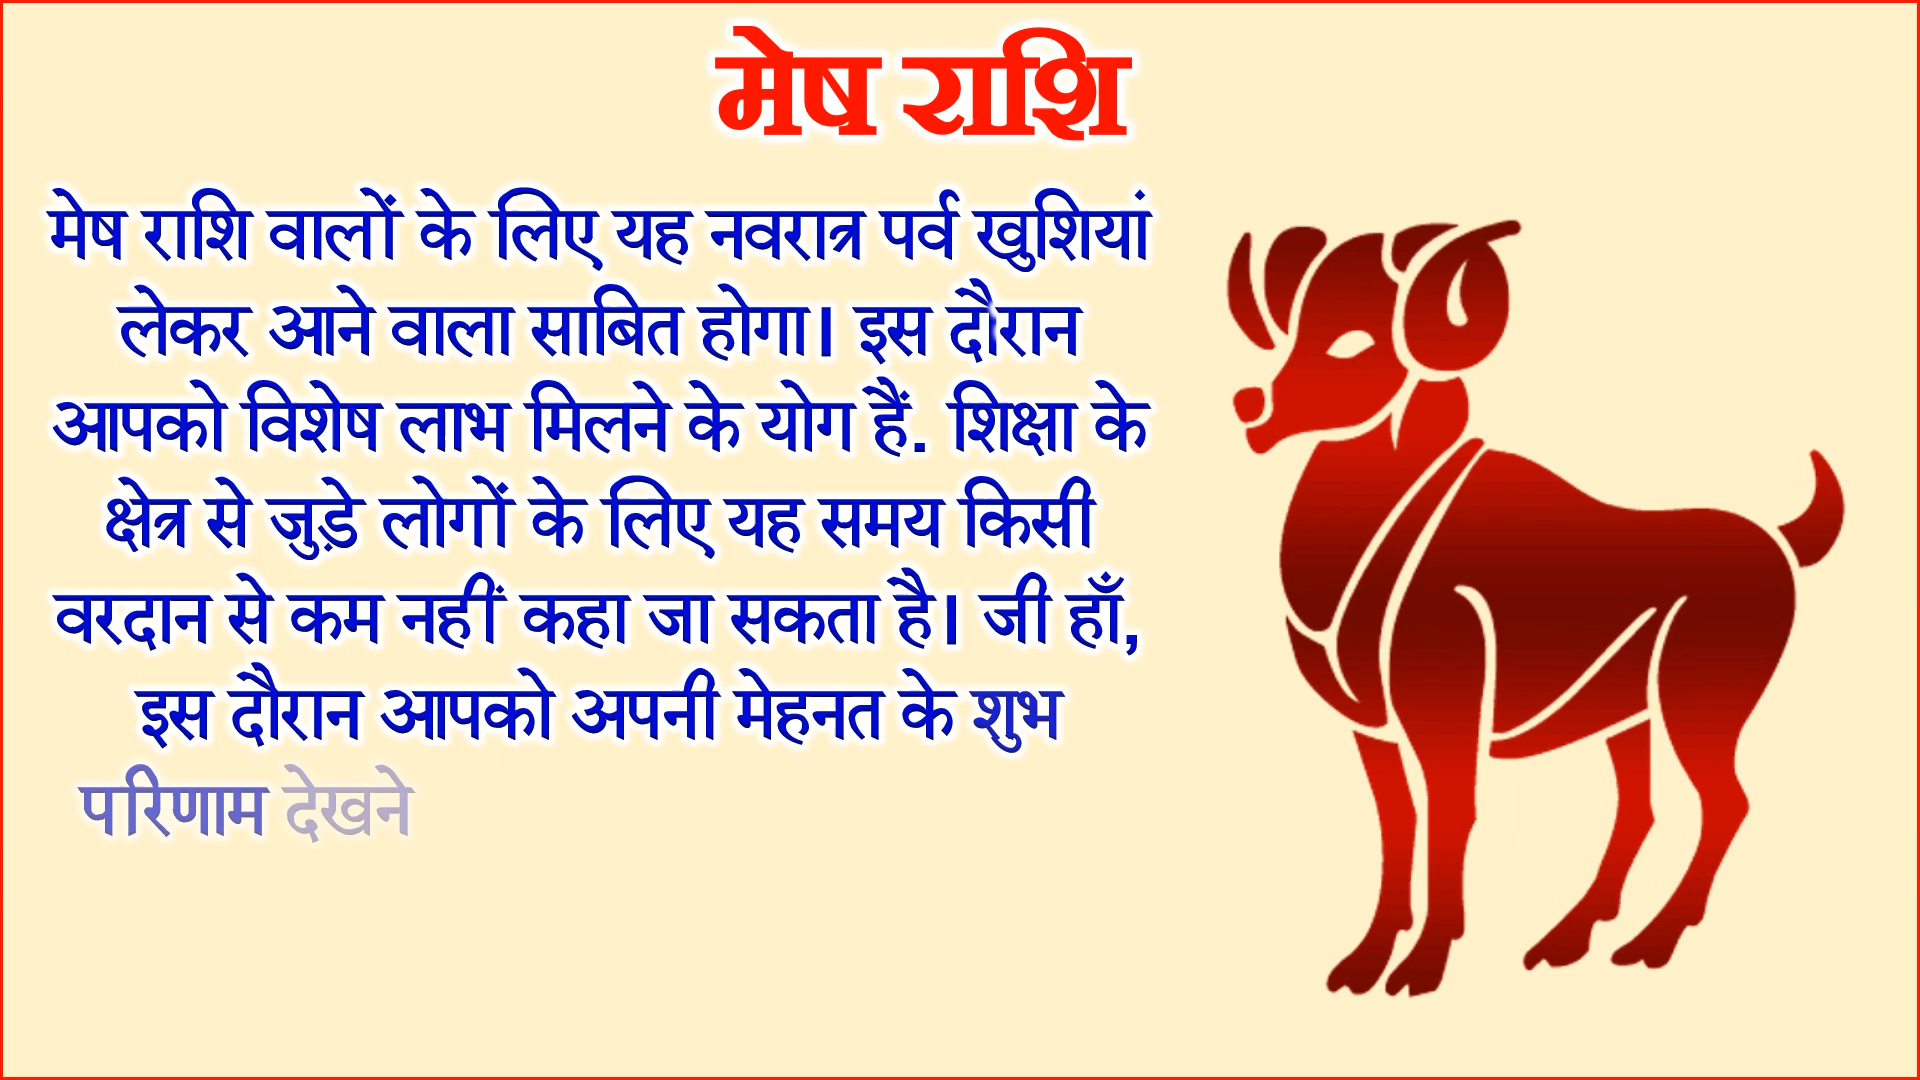 मेष राशि
मेष राशि वालों के लिए यह नवरात्र पर्व खुशियां
लेकर आने वाला साबित होगा। इस दौरान
आपको विशेष लाभ मिलने के योग हैं. शिक्षा के
क्षेत्र से जुड़े लोगों के लिए यह समय किसी
वरदान से कम नहीं कहा जा सकता है। जी हाँ,
इस दौरान आपको अपनी मेहनत के शुभ
परिणाम देखने